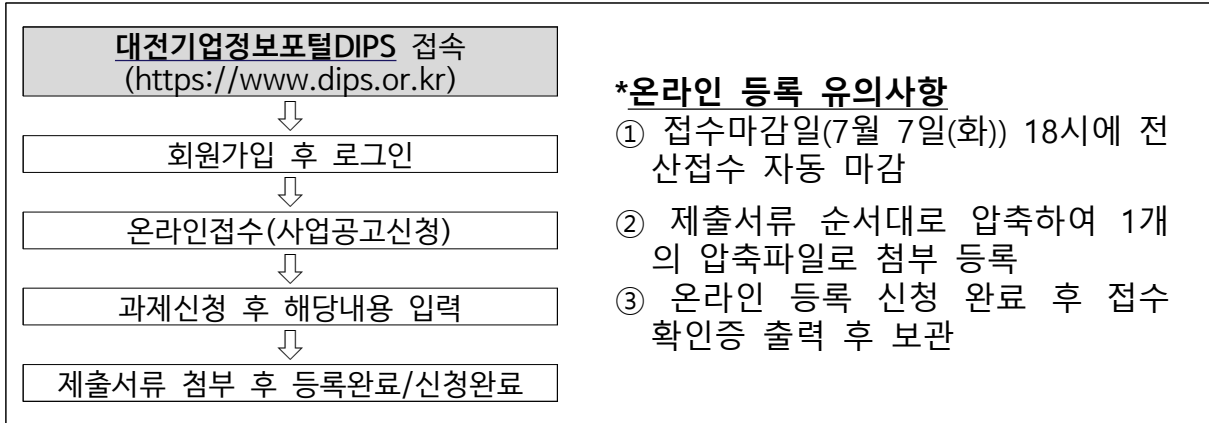 대전기업정보포털DIPS 접속
(https://www.dips.or.kr)
회원가입 후 로그인
온라인접수(사업공고신청)
과제신청 후 해당내용 입력
제출서류 첨부 후 등록완료/신청완료
*온라인 등록 유의사항
① 접수마감일(7월 7일(화)) 18시에 전
산접수 자동 마감
② 제출서류 순서대로 압축하여 1개
의 압축파일로 첨부 등록
③ 온라인 등록 신청 완료 후 접수
확인증 출력 후 보관